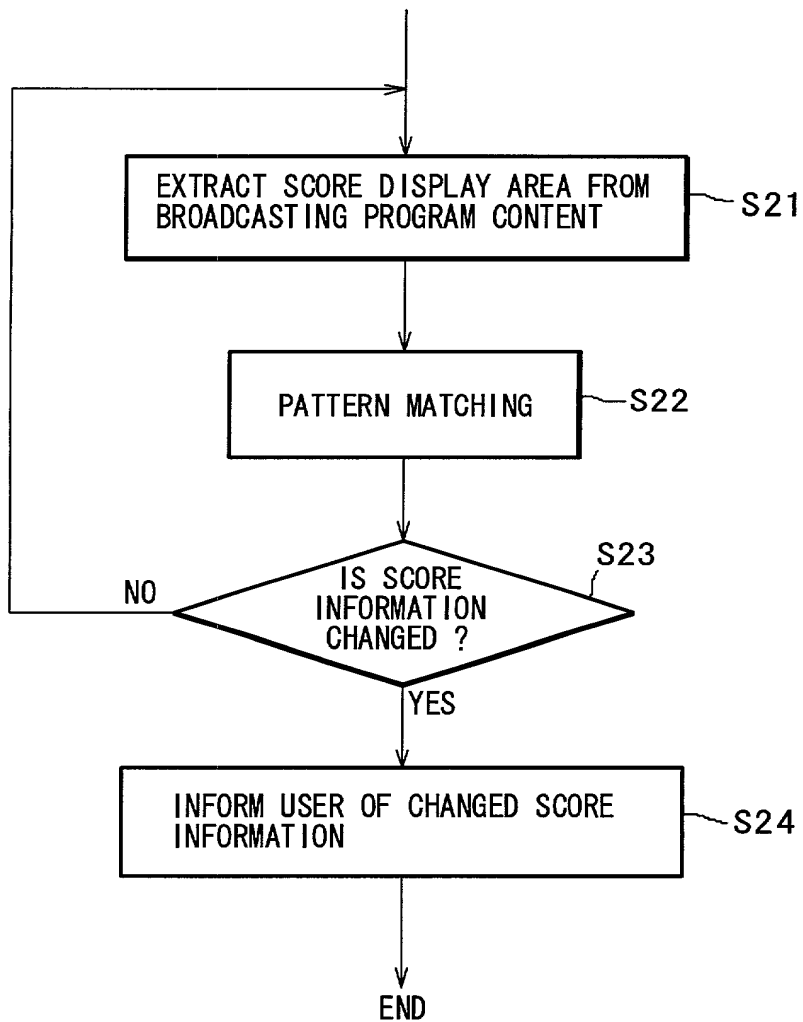 EXTRACT SCORE DISPLAY AREA FROM
BROADCASTING PROGRAM CONTENT
S21
PATTERN MATCHING
S22
S23
IS SCORE
INFORMATION
CHANGED ?
NO
YES
INFORM USER OF CHANGED SCORE
INFORMATION
S24
END